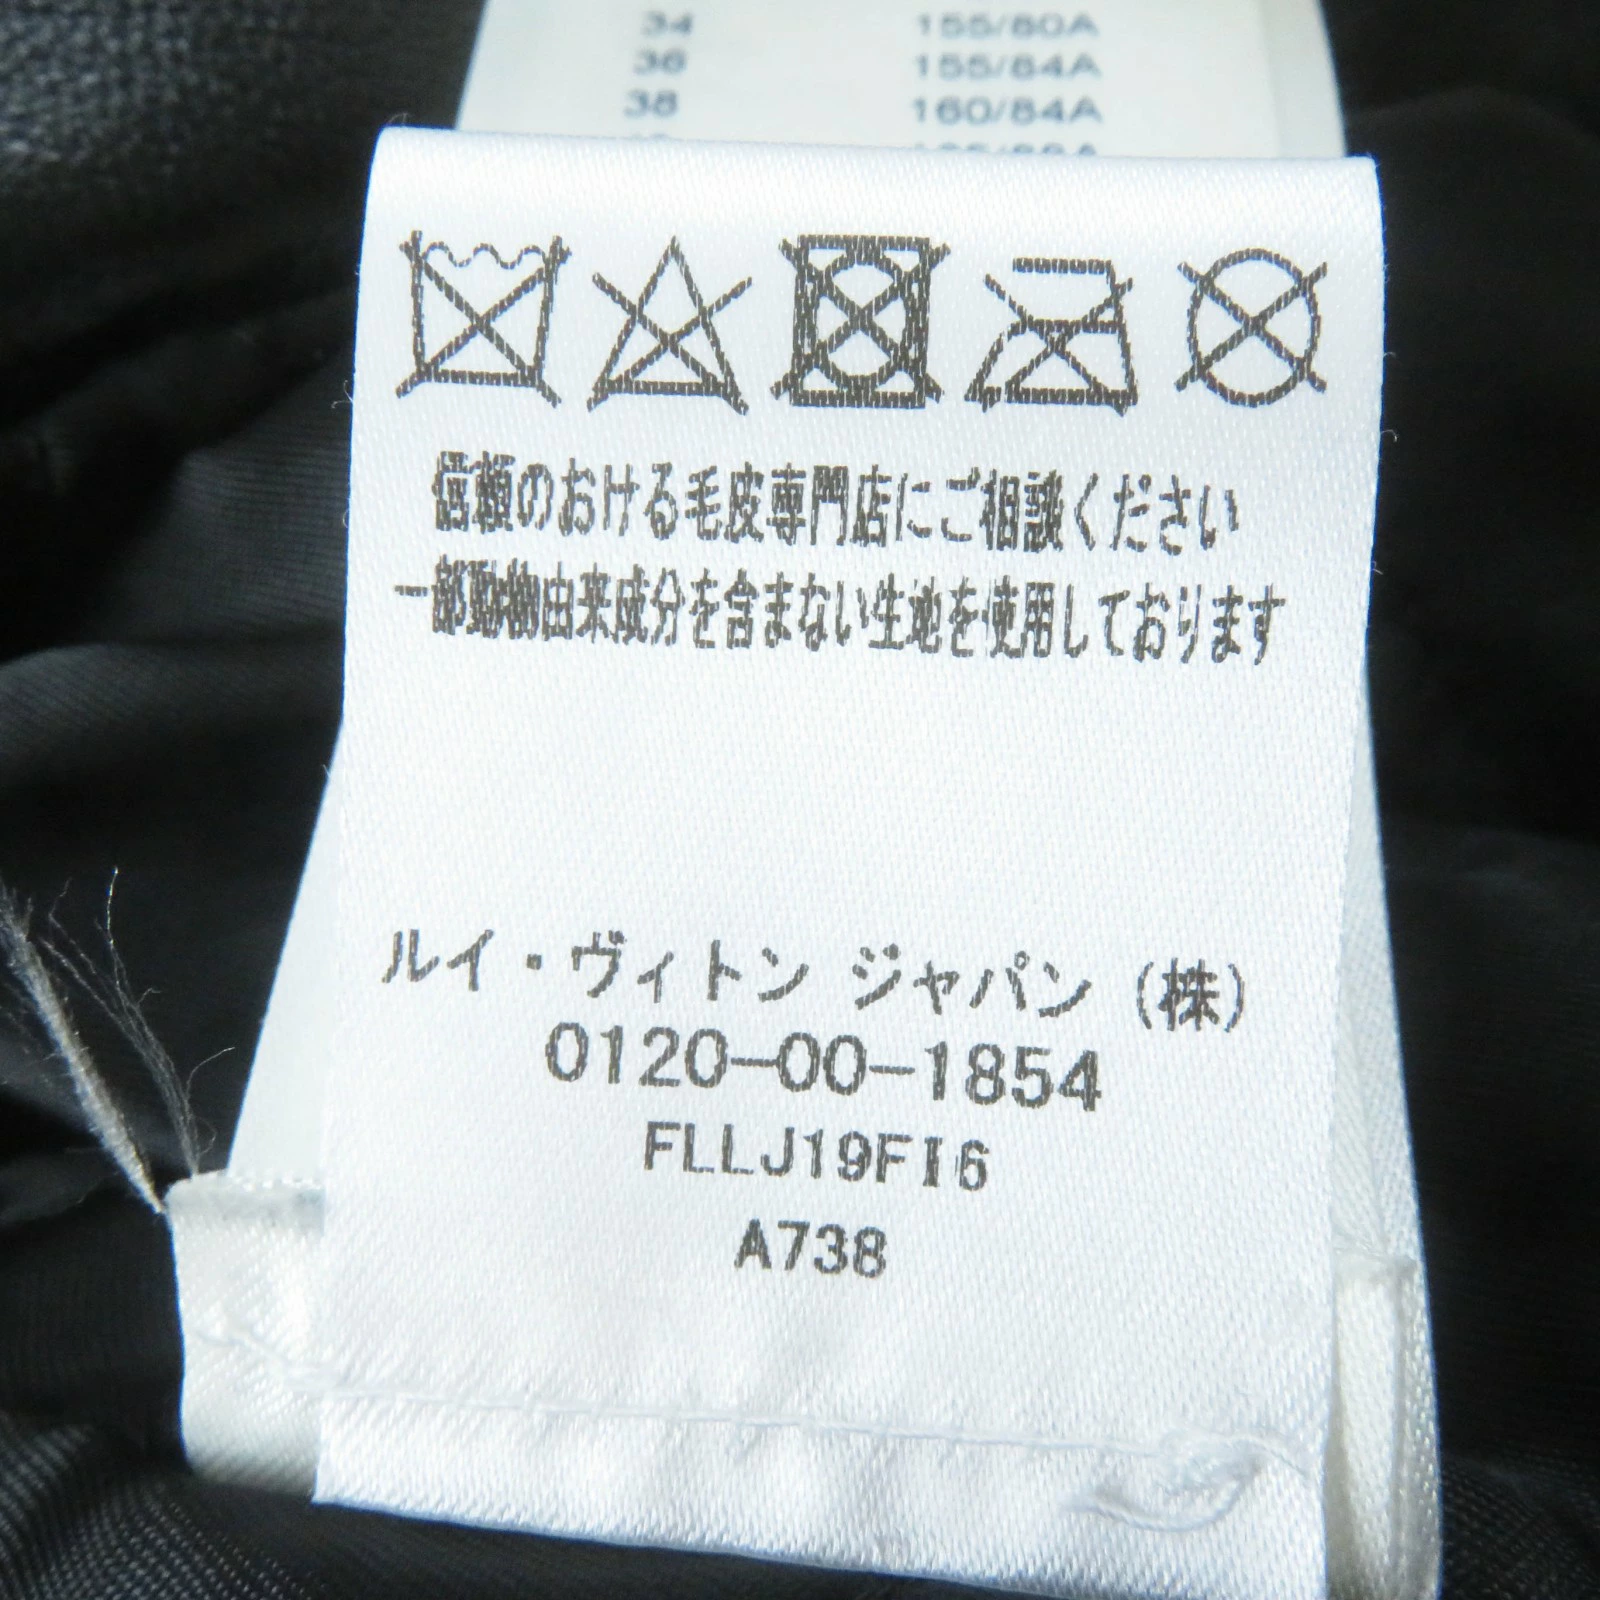 34 155/80A
36 155/84A
38 160/84A
信頼のおける毛皮専門店にご相談ください
一部動物由来成分を含まない生地を使用しております
ルイ・ヴィトン ジャパン (株)
0120-00-1854
FLLJ19FI6
A738